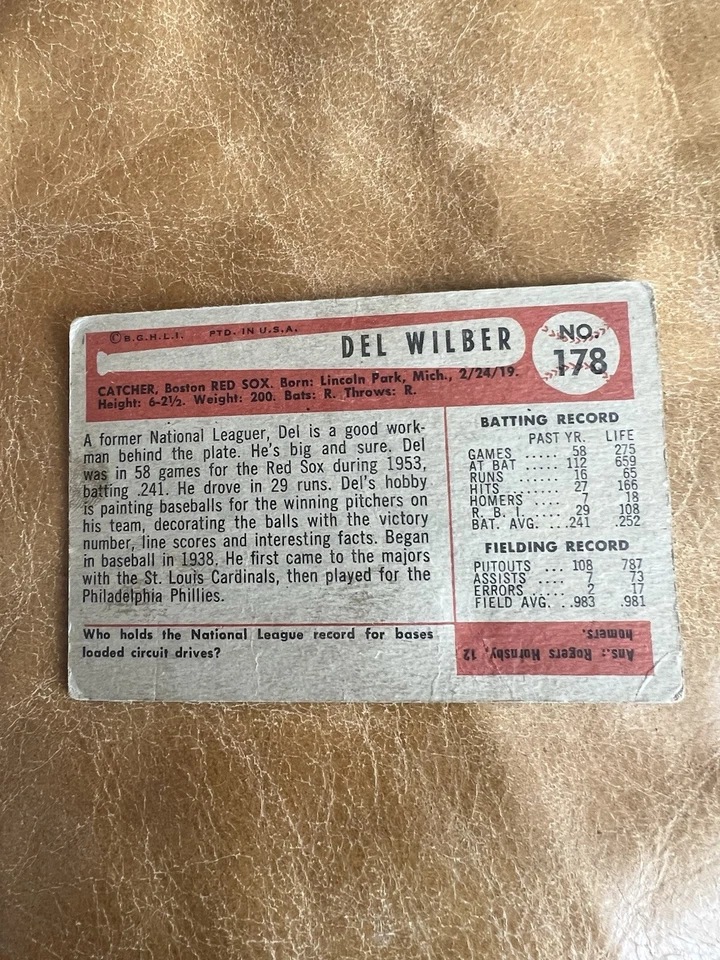 ©B.G.H.L.I. PTD. IN U.S.A.
DEL WILBER
NO.
178
CATCHER, Boston RED SOX. Born: Lincoln Park, Mich., 2/24/19.
Height: 6-2½. Weight: 200. Bats: R. Throws: R.
A former National Leaguer, Del is a good work-
man behind the plate. He's big and sure. Del
was in 58 games for the Red Sox during 1953,
batting .241. He drove in 29 runs. Del's hobby
is painting baseballs for the winning pitchers on
his team, decorating the balls with the victory
number, line scores and interesting facts. Began
in baseball in 1938. He first came to the majors
with the St. Louis Cardinals, then played for the
Philadelphia Phillies.
BATTING RECORD
PAST YR. LIFE
GAMES ..... 58 275
AT BAT .... 112 659
RUNS ..... 16 65
HITS ..... 27 166
HOMERS .... 7 18
R. B. I. .... 29 108
BAT. AVG. ...241 .252
FIELDING RECORD
PUTOUTS ... 108 787
ASSISTS .... 7 73
ERRORS .... 2 17
FIELD AVG. ..983 .981
Who holds the National League record for bases
loaded circuit drives?
Ans.: Rogers Hornsby, 12
homers.